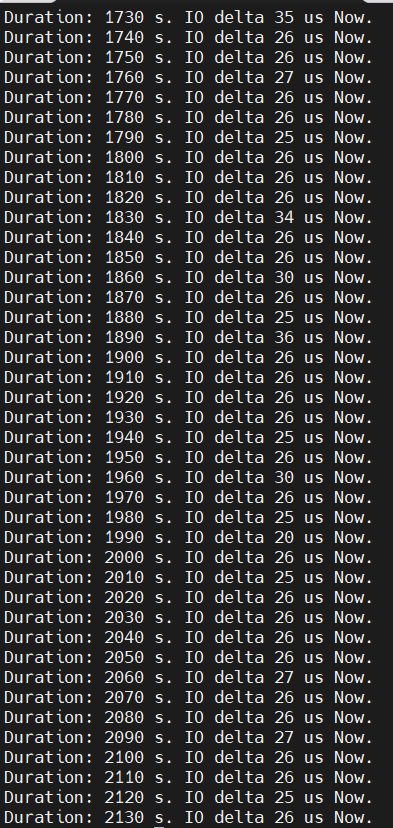 Duration: 1730 s. IO delta 35 us Now.
Duration: 1740 s. IO delta 26 us Now.
Duration: 1750 s. IO delta 26 us Now.
Duration: 1760 s. IO delta 27 us Now.
Duration: 1770 s. IO delta 26 us Now.
Duration: 1780 s. IO delta 26 us Now.
Duration: 1790 s. IO delta 25 us Now.
Duration: 1800 s. IO delta 26 us Now.
Duration: 1810 s. IO delta 26 us Now.
Duration: 1820 s. IO delta 26 us Now.
Duration: 1830 s. IO delta 34 us Now.
Duration: 1840 s. IO delta 26 us Now.
Duration: 1850 s. IO delta 26 us Now.
Duration: 1860 s. IO delta 30 us Now.
Duration: 1870 s. IO delta 26 us Now.
Duration: 1880 s. IO delta 25 us Now.
Duration: 1890 s. IO delta 36 us Now.
Duration: 1900 s. IO delta 26 us Now.
Duration: 1910 s. IO delta 26 us Now.
Duration: 1920 s. IO delta 26 us Now.
Duration: 1930 s. IO delta 26 us Now.
Duration: 1940 s. IO delta 25 us Now.
Duration: 1950 s. IO delta 26 us Now.
Duration: 1960 s. IO delta 30 us Now.
Duration: 1970 s. IO delta 26 us Now.
Duration: 1980 s. IO delta 25 us Now.
Duration: 1990 s. IO delta 20 us Now.
Duration: 2000 s. IO delta 26 us Now.
Duration: 2010 s. IO delta 25 us Now.
Duration: 2020 s. IO delta 26 us Now.
Duration: 2030 s. IO delta 26 us Now.
Duration: 2040 s. IO delta 26 us Now.
Duration: 2050 s. IO delta 26 us Now.
Duration: 2060 s. IO delta 27 us Now.
Duration: 2070 s. IO delta 26 us Now.
Duration: 2080 s. IO delta 26 us Now.
Duration: 2090 s. IO delta 27 us Now.
Duration: 2100 s. IO delta 26 us Now.
Duration: 2110 s. IO delta 26 us Now.
Duration: 2120 s. IO delta 25 us Now.
Duration: 2130 s. IO delta 26 us Now.